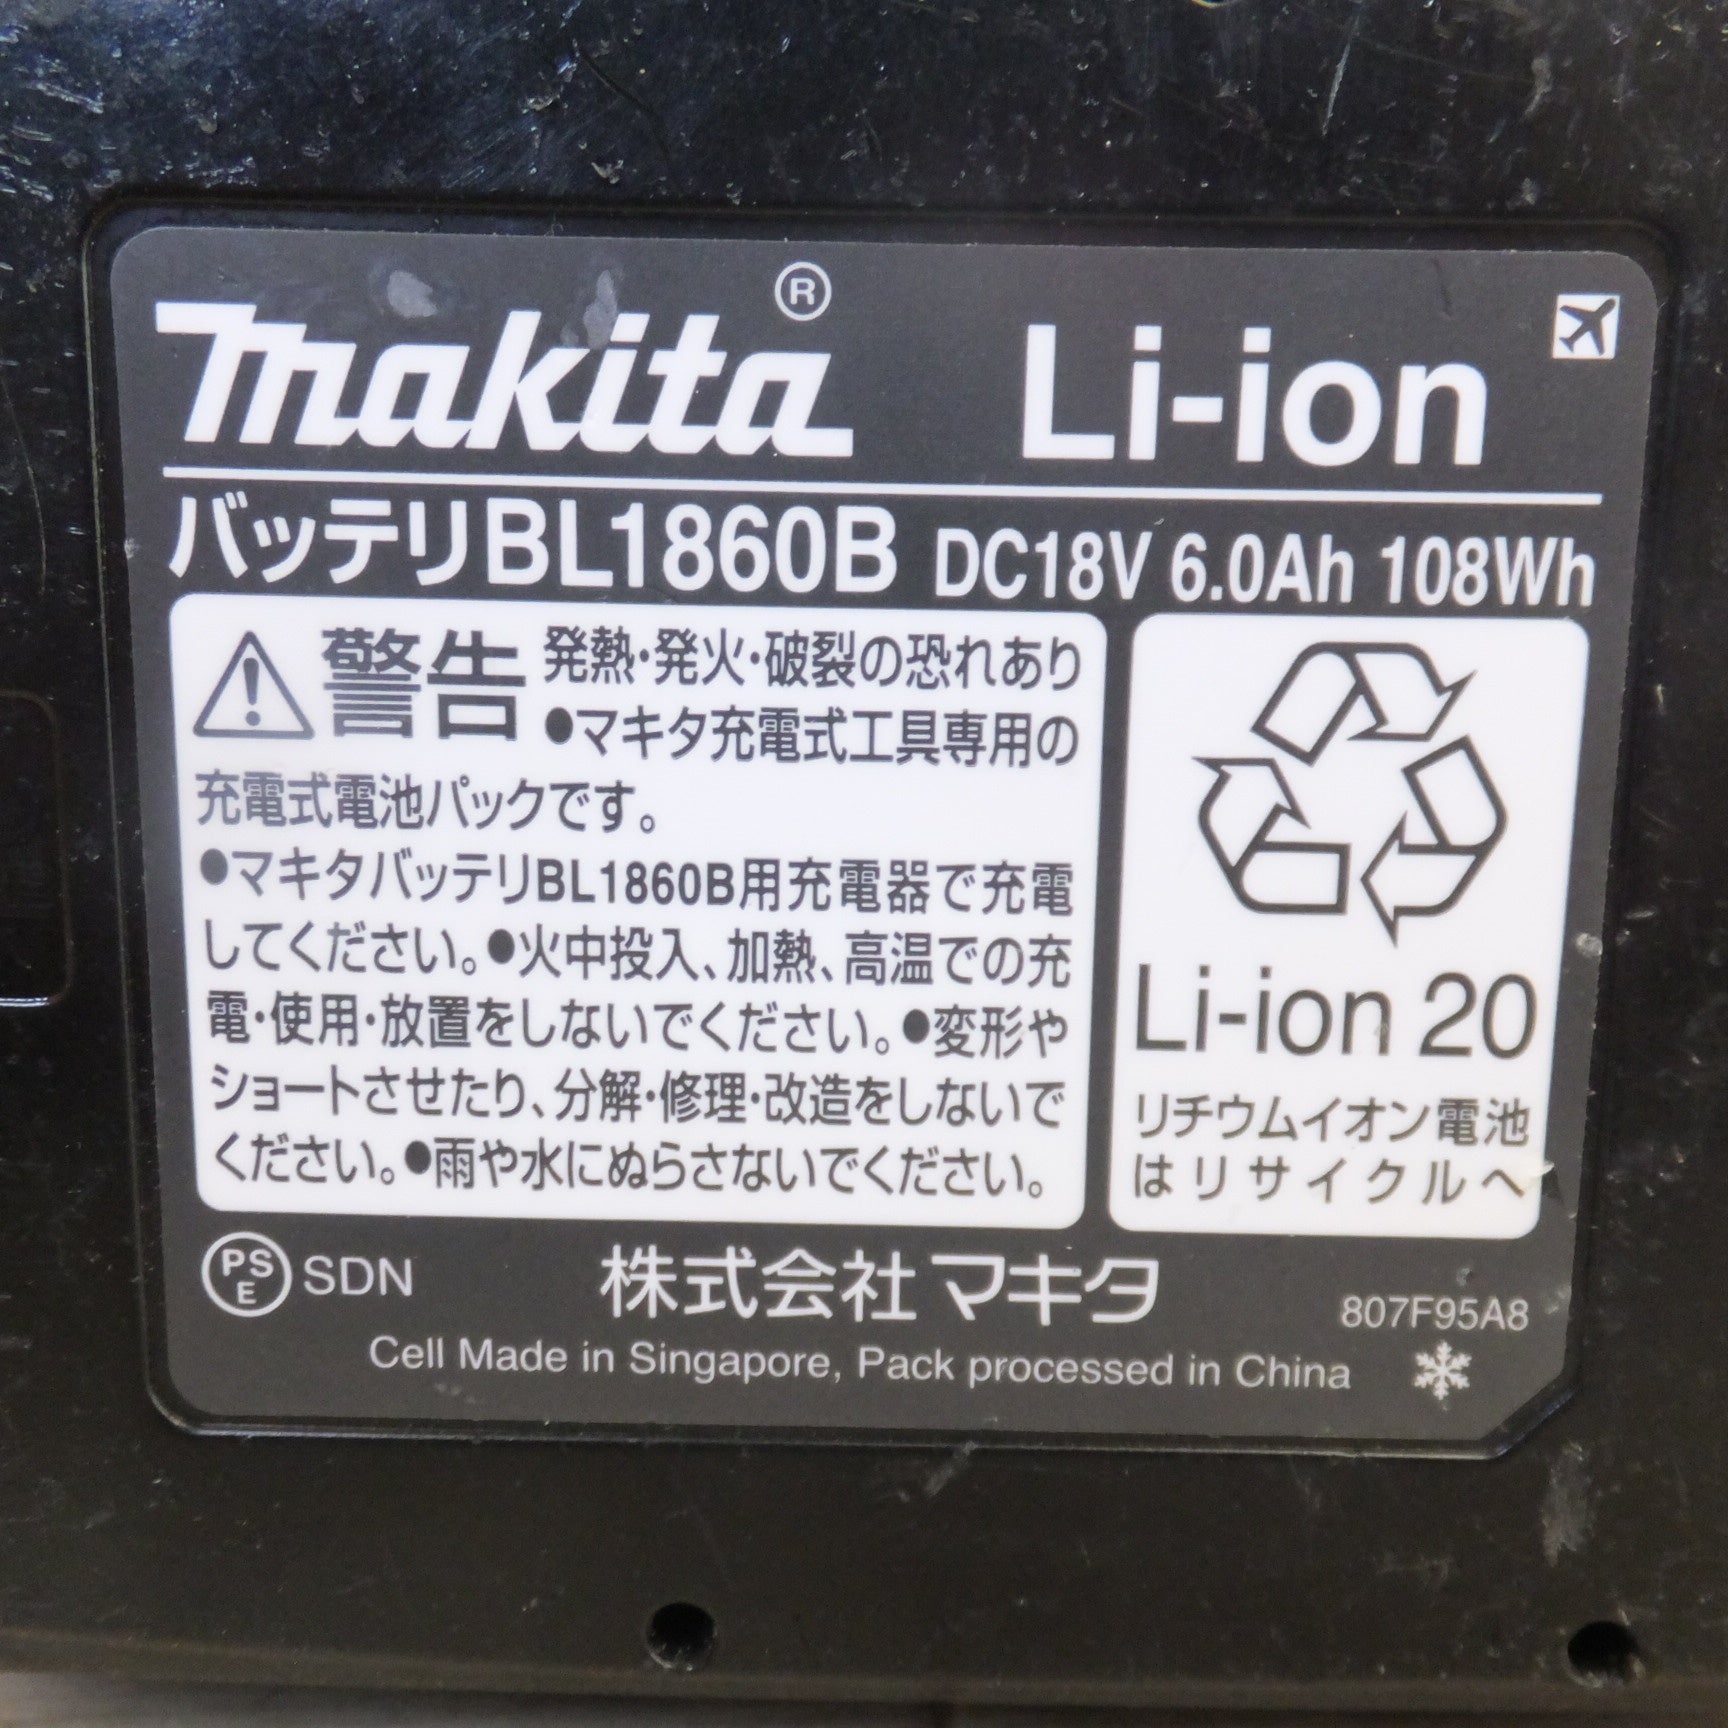 makita® Li-ion
バッテリBL1860B DC18V 6.0Ah 108Wh
警告 発熱・発火・破裂の恐れあり
●マキタ充電式工具専用の
充電式電池パックです。
●マキタバッテリBL1860B用充電器で充電
してください。●火中投入、加熱、高温での充
電・使用・放置をしないでください。●変形や
ショートさせたり、分解・修理・改造をしないで
ください。●雨や水にぬらさないでください。
Li-ion 20
リチウムイオン電池
はリサイクルへ
PSE SDN 株式会社マキタ 807F95A8
Cell Made in Singapore, Pack processed in China